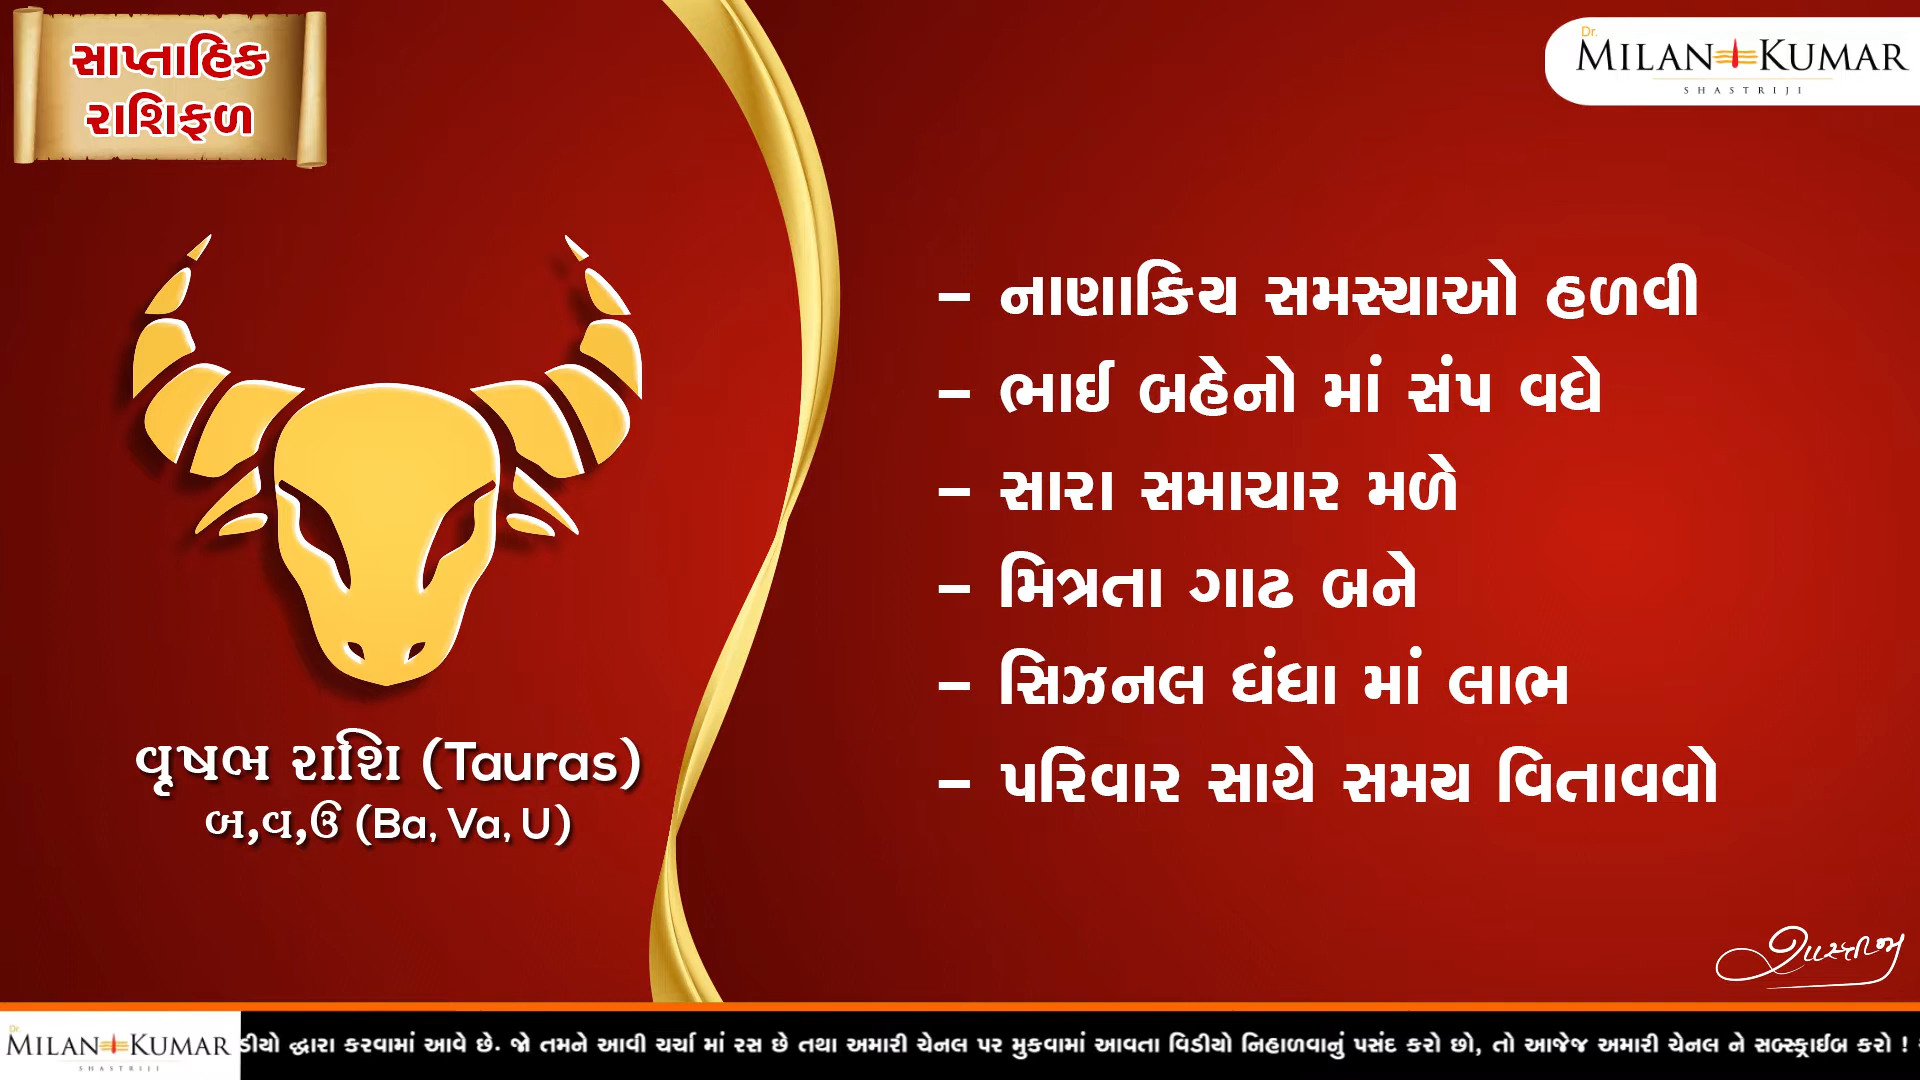 સાપ્તાહિક
રાશિફળ
Dr.
MILAN KUMAR
SHASTRIJI
– નાણાકિય સમસ્યાઓ હળવી
– ભાઈ બહેનો માં સંપ વધે
– સારા સમાચાર મળે
– મિત્રતા ગાઢ બને
– સિઝનલ ધંધા માં લાભ
– પરિવાર સાથે સમય વિતાવવો
વૃષભ રાશિ (Tauras)
બ,વ,ઉ (Ba, Va, U)
શાસ્ત્રીજી
Dr.
MILAN KUMAR
SHASTRIJI
ડીયો દ્વારા કરવામાં આવે છે. જો તમને આવી ચર્ચા માં રસ છે તથા અમારી ચેનલ પર મુકવામાં આવતા વિડીયો નિહાળવાનું પસંદ કરો છો, તો આજેજ અમારી ચેનલ ને સબ્સ્ક્રાઈબ કરો !